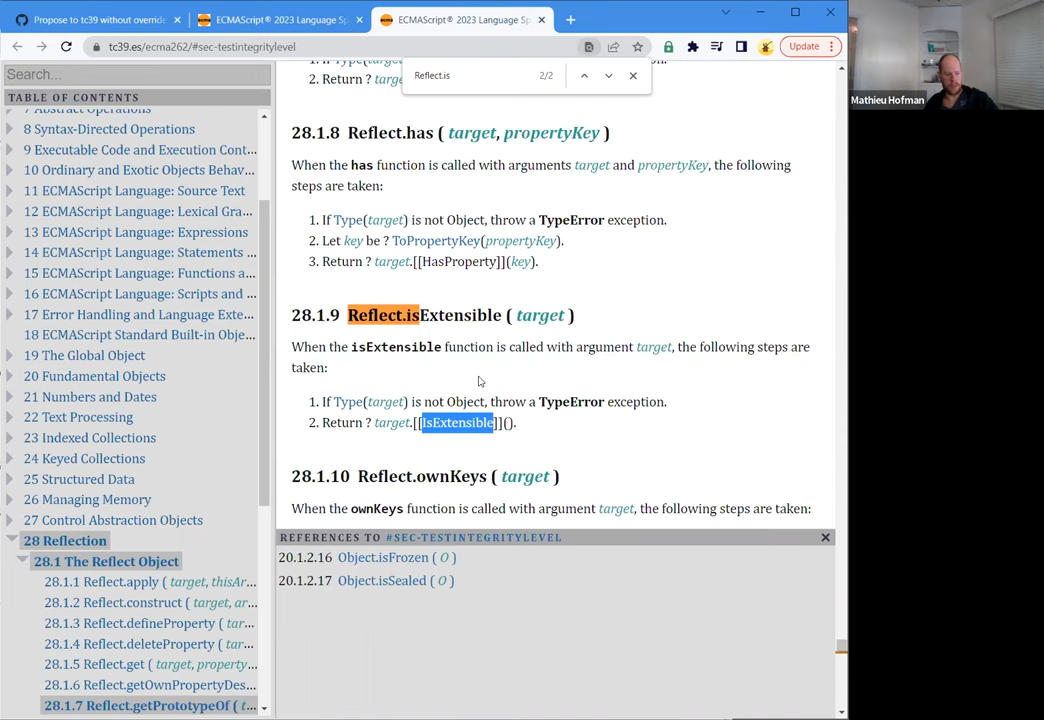 Propose to tc39 without override
ECMAScript® 2023 Language Sp
ECMAScript® 2023 Language Sp
tc39.es/ecma262/#sec-testintegritylevel
Update
Search...
Reflect.is 2/2
Mathieu Hofman
TABLE OF CONTENTS
7 Abstract Operations
8 Syntax-Directed Operations
9 Executable Code and Execution Cont...
10 Ordinary and Exotic Objects Behav...
11 ECMAScript Language: Source Text
12 ECMAScript Language: Lexical Gra...
13 ECMAScript Language: Expressions
14 ECMAScript Language: Statements ...
15 ECMAScript Language: Functions a...
16 ECMAScript Language: Scripts and ...
17 Error Handling and Language Exte...
18 ECMAScript Standard Built-in Obje...
19 The Global Object
20 Fundamental Objects
21 Numbers and Dates
22 Text Processing
23 Indexed Collections
24 Keyed Collections
25 Structured Data
26 Managing Memory
27 Control Abstraction Objects
28 Reflection
28.1 The Reflect Object
28.1.1 Reflect.apply ( target, thisAr...
28.1.2 Reflect.construct ( target, ar...
28.1.3 Reflect.defineProperty ( tar...
28.1.4 Reflect.deleteProperty ( tar...
28.1.5 Reflect.get ( target, property...
28.1.6 Reflect.getOwnPropertyDes...
28.1.7 Reflect.getPrototypeOf ( t...
2. Return ? targe
28.1.8 Reflect.has ( target, propertyKey )
When the has function is called with arguments target and propertyKey, the following
steps are taken:
1. If Type(target) is not Object, throw a TypeError exception.
2. Let key be ? ToPropertyKey(propertyKey).
3. Return ? target.[[HasProperty]](key).
28.1.9 Reflect.isExtensible ( target )
When the isExtensible function is called with argument target, the following steps are
taken:
1. If Type(target) is not Object, throw a TypeError exception.
2. Return ? target.[[IsExtensible]]().
28.1.10 Reflect.ownKeys ( target )
When the ownKeys function is called with argument target, the following steps are taken:
REFERENCES TO #SEC-TESTINTEGRITYLEVEL
20.1.2.16 Object.isFrozen ( O )
20.1.2.17 Object.isSealed ( O )